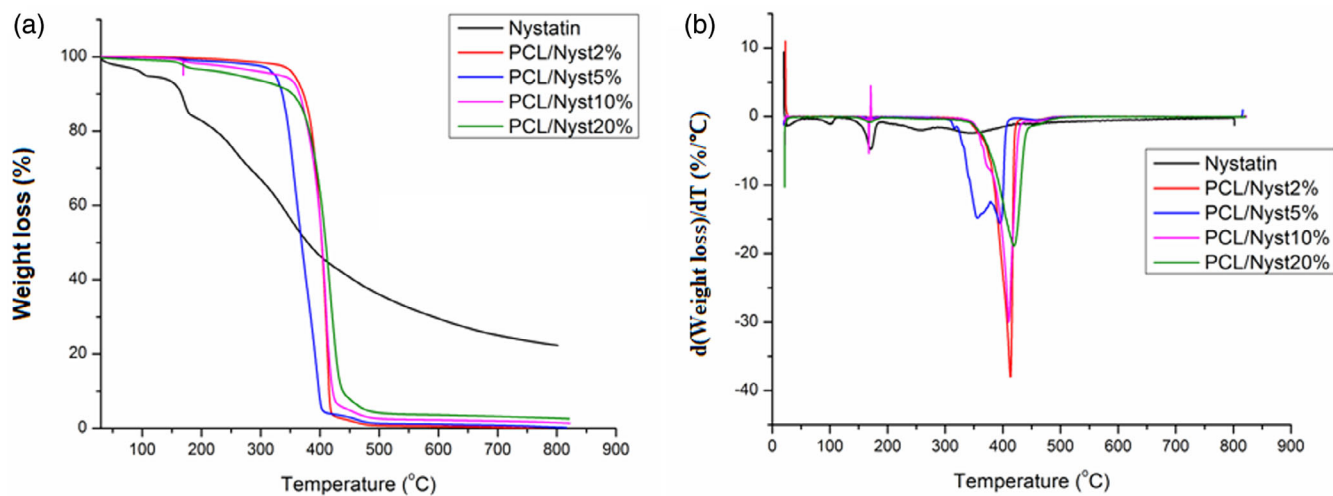 (a)
Nystatin
PCL/Nyst2%
PCL/Nyst5%
PCL/Nyst10%
PCL/Nyst20%
100
80
60
40
20
0
Weight loss (%)
100 200 300 400 500 600 700 800 900
Temperature (°C)
(b)
10
0
-10
-20
-30
-40
d(Weight loss)/dT (%/°C)
Nystatin
PCL/Nyst2%
PCL/Nyst5%
PCL/Nyst10%
PCL/Nyst20%
0 100 200 300 400 500 600 700 800 900
Temperature (°C)